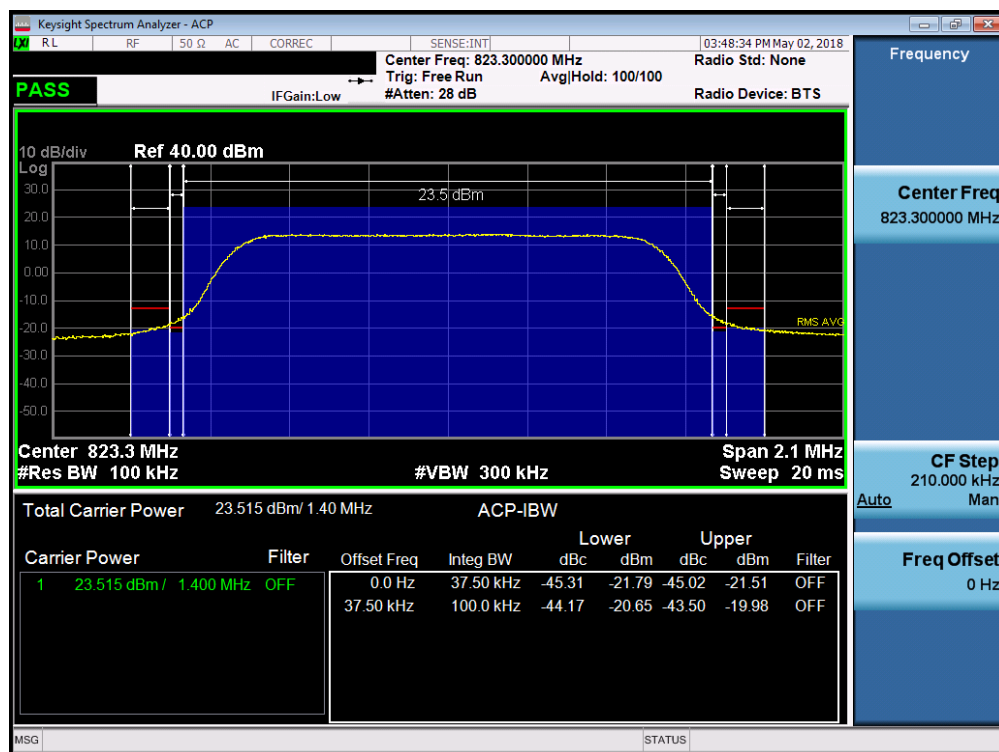 Keysight Spectrum Analyzer - ACP
LXI RL RF 50 Ω AC CORREC SENSE:INT 03:48:34 PM May 02, 2018
Center Freq: 823.300000 MHz Radio Std: None
Trig: Free Run Avg|Hold: 100/100
PASS IFGain:Low #Atten: 28 dB Radio Device: BTS
10 dB/div Ref 40.00 dBm
Log
30.0
20.0
10.0
0.00
-10.0
-20.0
-30.0
-40.0
-50.0
23.5 dBm
RMS AVG
Center 823.3 MHz Span 2.1 MHz
#Res BW 100 kHz #VBW 300 kHz Sweep 20 ms
Total Carrier Power 23.515 dBm/ 1.40 MHz ACP-IBW
Lower Upper
Carrier Power Filter Offset Freq Integ BW dBc dBm dBc dBm Filter
1 23.515 dBm / 1.400 MHz OFF 0.0 Hz 37.50 kHz -45.31 -21.79 -45.02 -21.51 OFF
37.50 kHz 100.0 kHz -44.17 -20.65 -43.50 -19.98 OFF
MSG STATUS
Frequency
Center Freq
823.300000 MHz
CF Step
210.000 kHz
Auto Man
Freq Offset
0 Hz